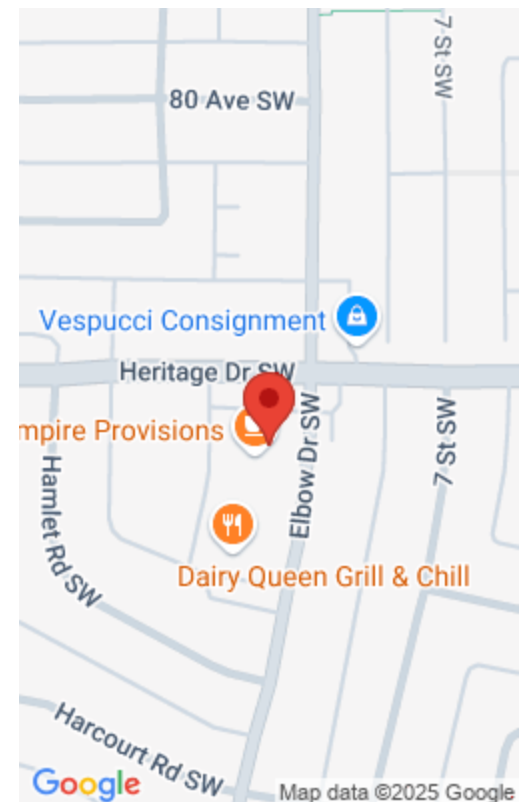 7 St SW
80 Ave SW
Vespucci Consignment
Heritage Dr SW
mpire Provisions
Elbow Dr SW
7 St SW
Hamlet Rd SW
Dairy Queen Grill & Chill
Harcourt Rd SW
Google
Map data ©2025 Google